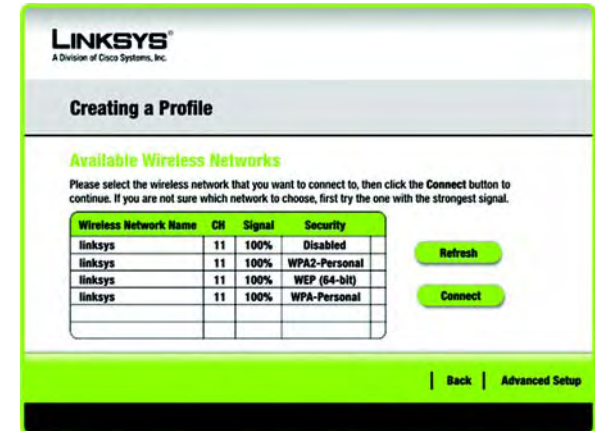 LINKSYS®
A Division of Cisco Systems, Inc.
Creating a Profile
Available Wireless Networks
Please select the wireless network that you want to connect to, then click the Connect button to
continue. If you are not sure which network to choose, first try the one with the strongest signal.
Wireless Network Name CH Signal Security
linksys 11 100% Disabled
linksys 11 100% WPA2-Personal
linksys 11 100% WEP (64-bit)
linksys 11 100% WPA-Personal
Refresh
Connect
Back Advanced Setup